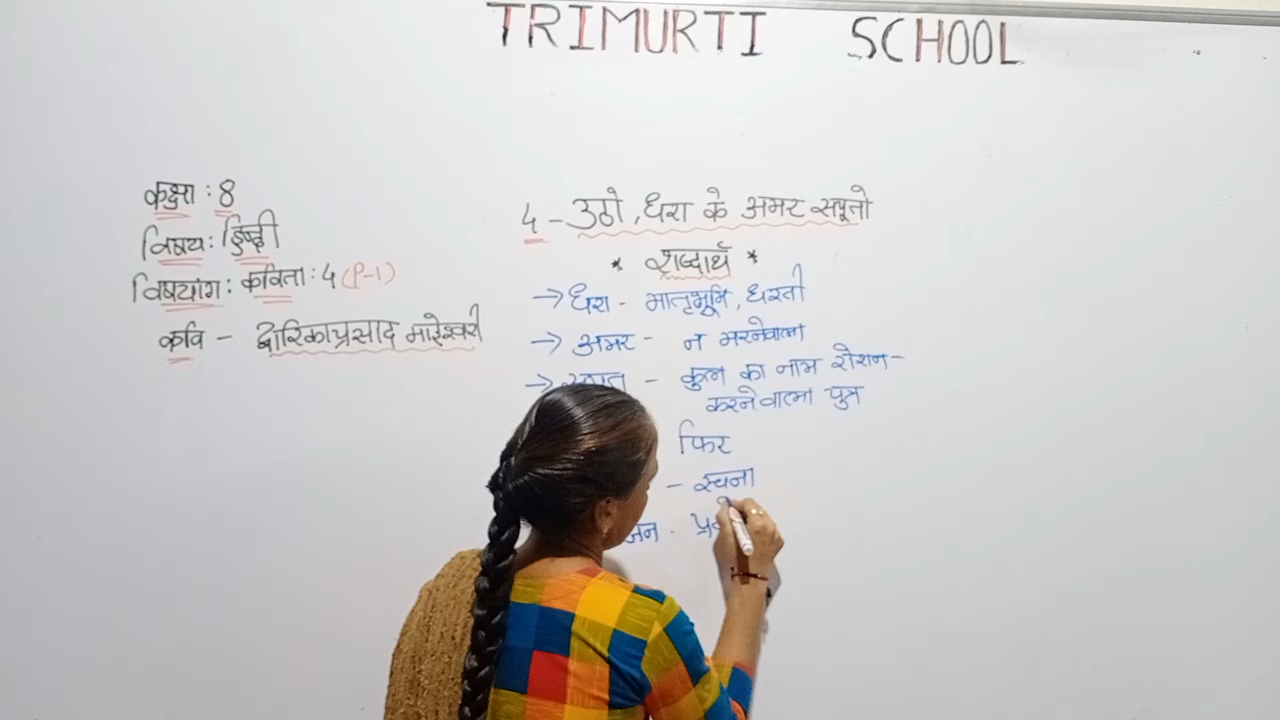 TRIMURTI SCHOOL
कक्षा : 8
विषय : हिन्दी
विषयांग : कविता : 4 (P-1)
कवि - द्वारिकाप्रसाद माहेश्वरी
4 - उठो, धरा के अमर सपूतो
* शब्दार्थ *
→ धरा - मातृभूमि, धरती
→ अमर - न मरनेवाला
→ - कुल का नाम रोशन-
करनेवाला पुत्र
फिर
- रचना